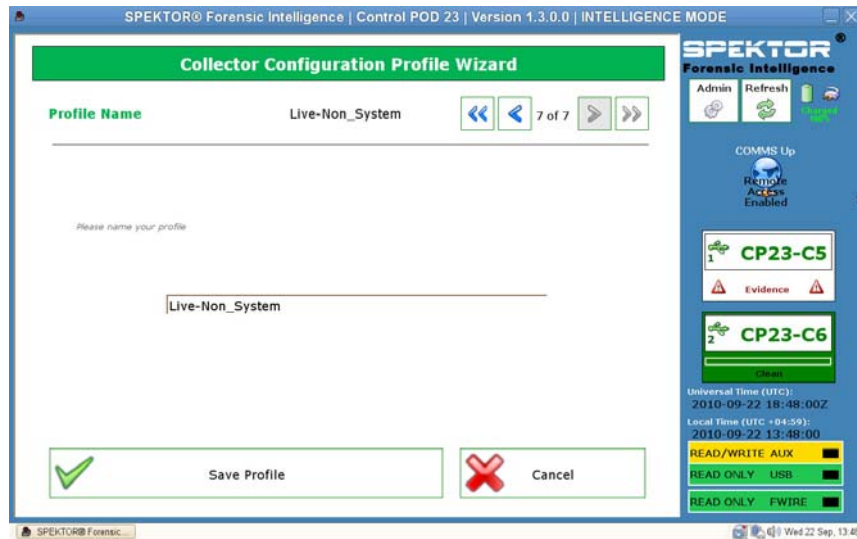 SPEKTOR® Forensic Intelligence | Control POD 23 | Version 1.3.0.0 | INTELLIGENCE MODE
Collector Configuration Profile Wizard
Profile Name
Live-Non_System
7 of 7
Please name your profile
Live-Non_System
Save Profile
Cancel
SPEKTOR®
Forensic Intelligence
Admin
Refresh
Charged
100%
COMMS Up
Remote
Access
Enabled
1
CP23-C5
Evidence
2
CP23-C6
Clean
Universal Time (UTC):
2010-09-22 18:48:00Z
Local Time (UTC +04:59):
2010-09-22 13:48:00
READ/WRITE AUX
READ ONLY USB
READ ONLY FWIRE
SPEKTOR® Forensic...
Wed 22 Sep, 13:48